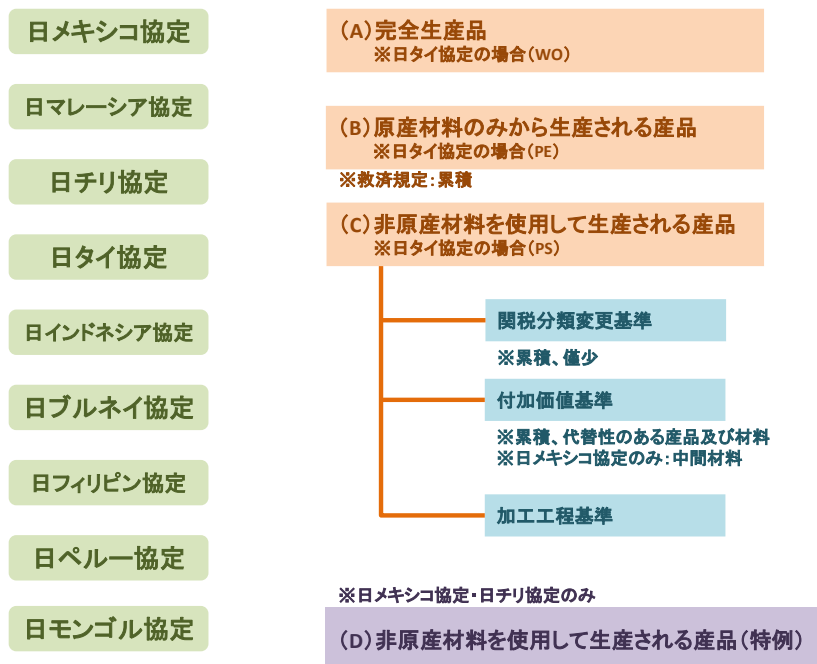 日メキシコ協定
日マレーシア協定
日チリ協定
日タイ協定
日インドネシア協定
日ブルネイ協定
日フィリピン協定
日ペルー協定
日モンゴル協定
（A）完全生産品
※日タイ協定の場合（WO）
（B）原産材料のみから生産される産品
※日タイ協定の場合（PE）
※救済規定：累積
（C）非原産材料を使用して生産される産品
※日タイ協定の場合（PS）
関税分類変更基準
※累積、僅少
付加価値基準
※累積、代替性のある産品及び材料
※日メキシコ協定のみ：中間材料
加工工程基準
※日メキシコ協定・日チリ協定のみ
（D）非原産材料を使用して生産される産品（特例）